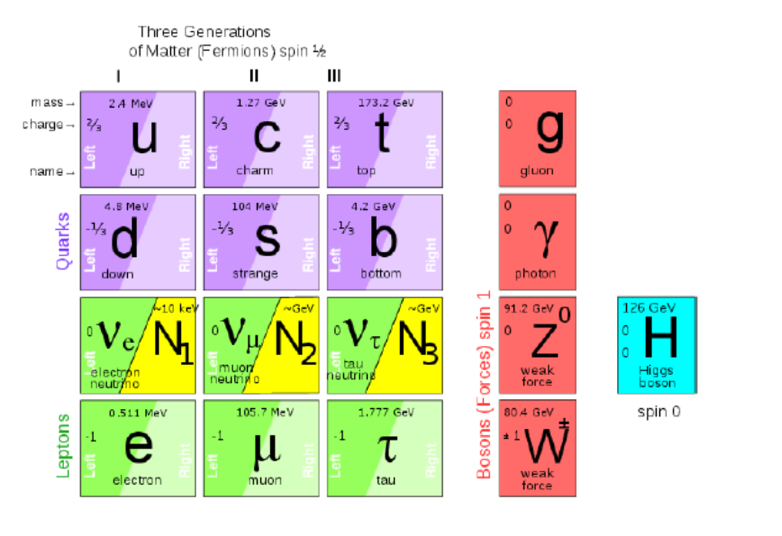 Three Generations
of Matter (Fermions) spin ½
I II III
mass→
charge→
name→
2.4 MeV
⅔
u
Left
Right
up
1.27 GeV
⅔
c
Left
Right
charm
173.2 GeV
⅔
t
Left
Right
top
0
0
g
gluon
Quarks
4.8 MeV
-⅓
d
Left
Right
down
104 MeV
-⅓
s
Left
Right
strange
4.2 GeV
-⅓
b
Left
Right
bottom
0
0
γ
photon
~10 keV
0
νe
N1
Left
electron
neutrino
~GeV
0
νμ
N2
Left
muon
neutrino
~GeV
0
ντ
N3
Left
tau
neutrino
Bosons (Forces) spin 1
91.2 GeV
0
Z0
weak
force
126 GeV
0
0
H
Higgs
boson
spin 0
Leptons
0.511 MeV
-1
e
Left
Right
electron
105.7 MeV
-1
μ
Left
Right
muon
1.777 GeV
-1
τ
Left
Right
tau
80.4 GeV
±1
W±
weak
force